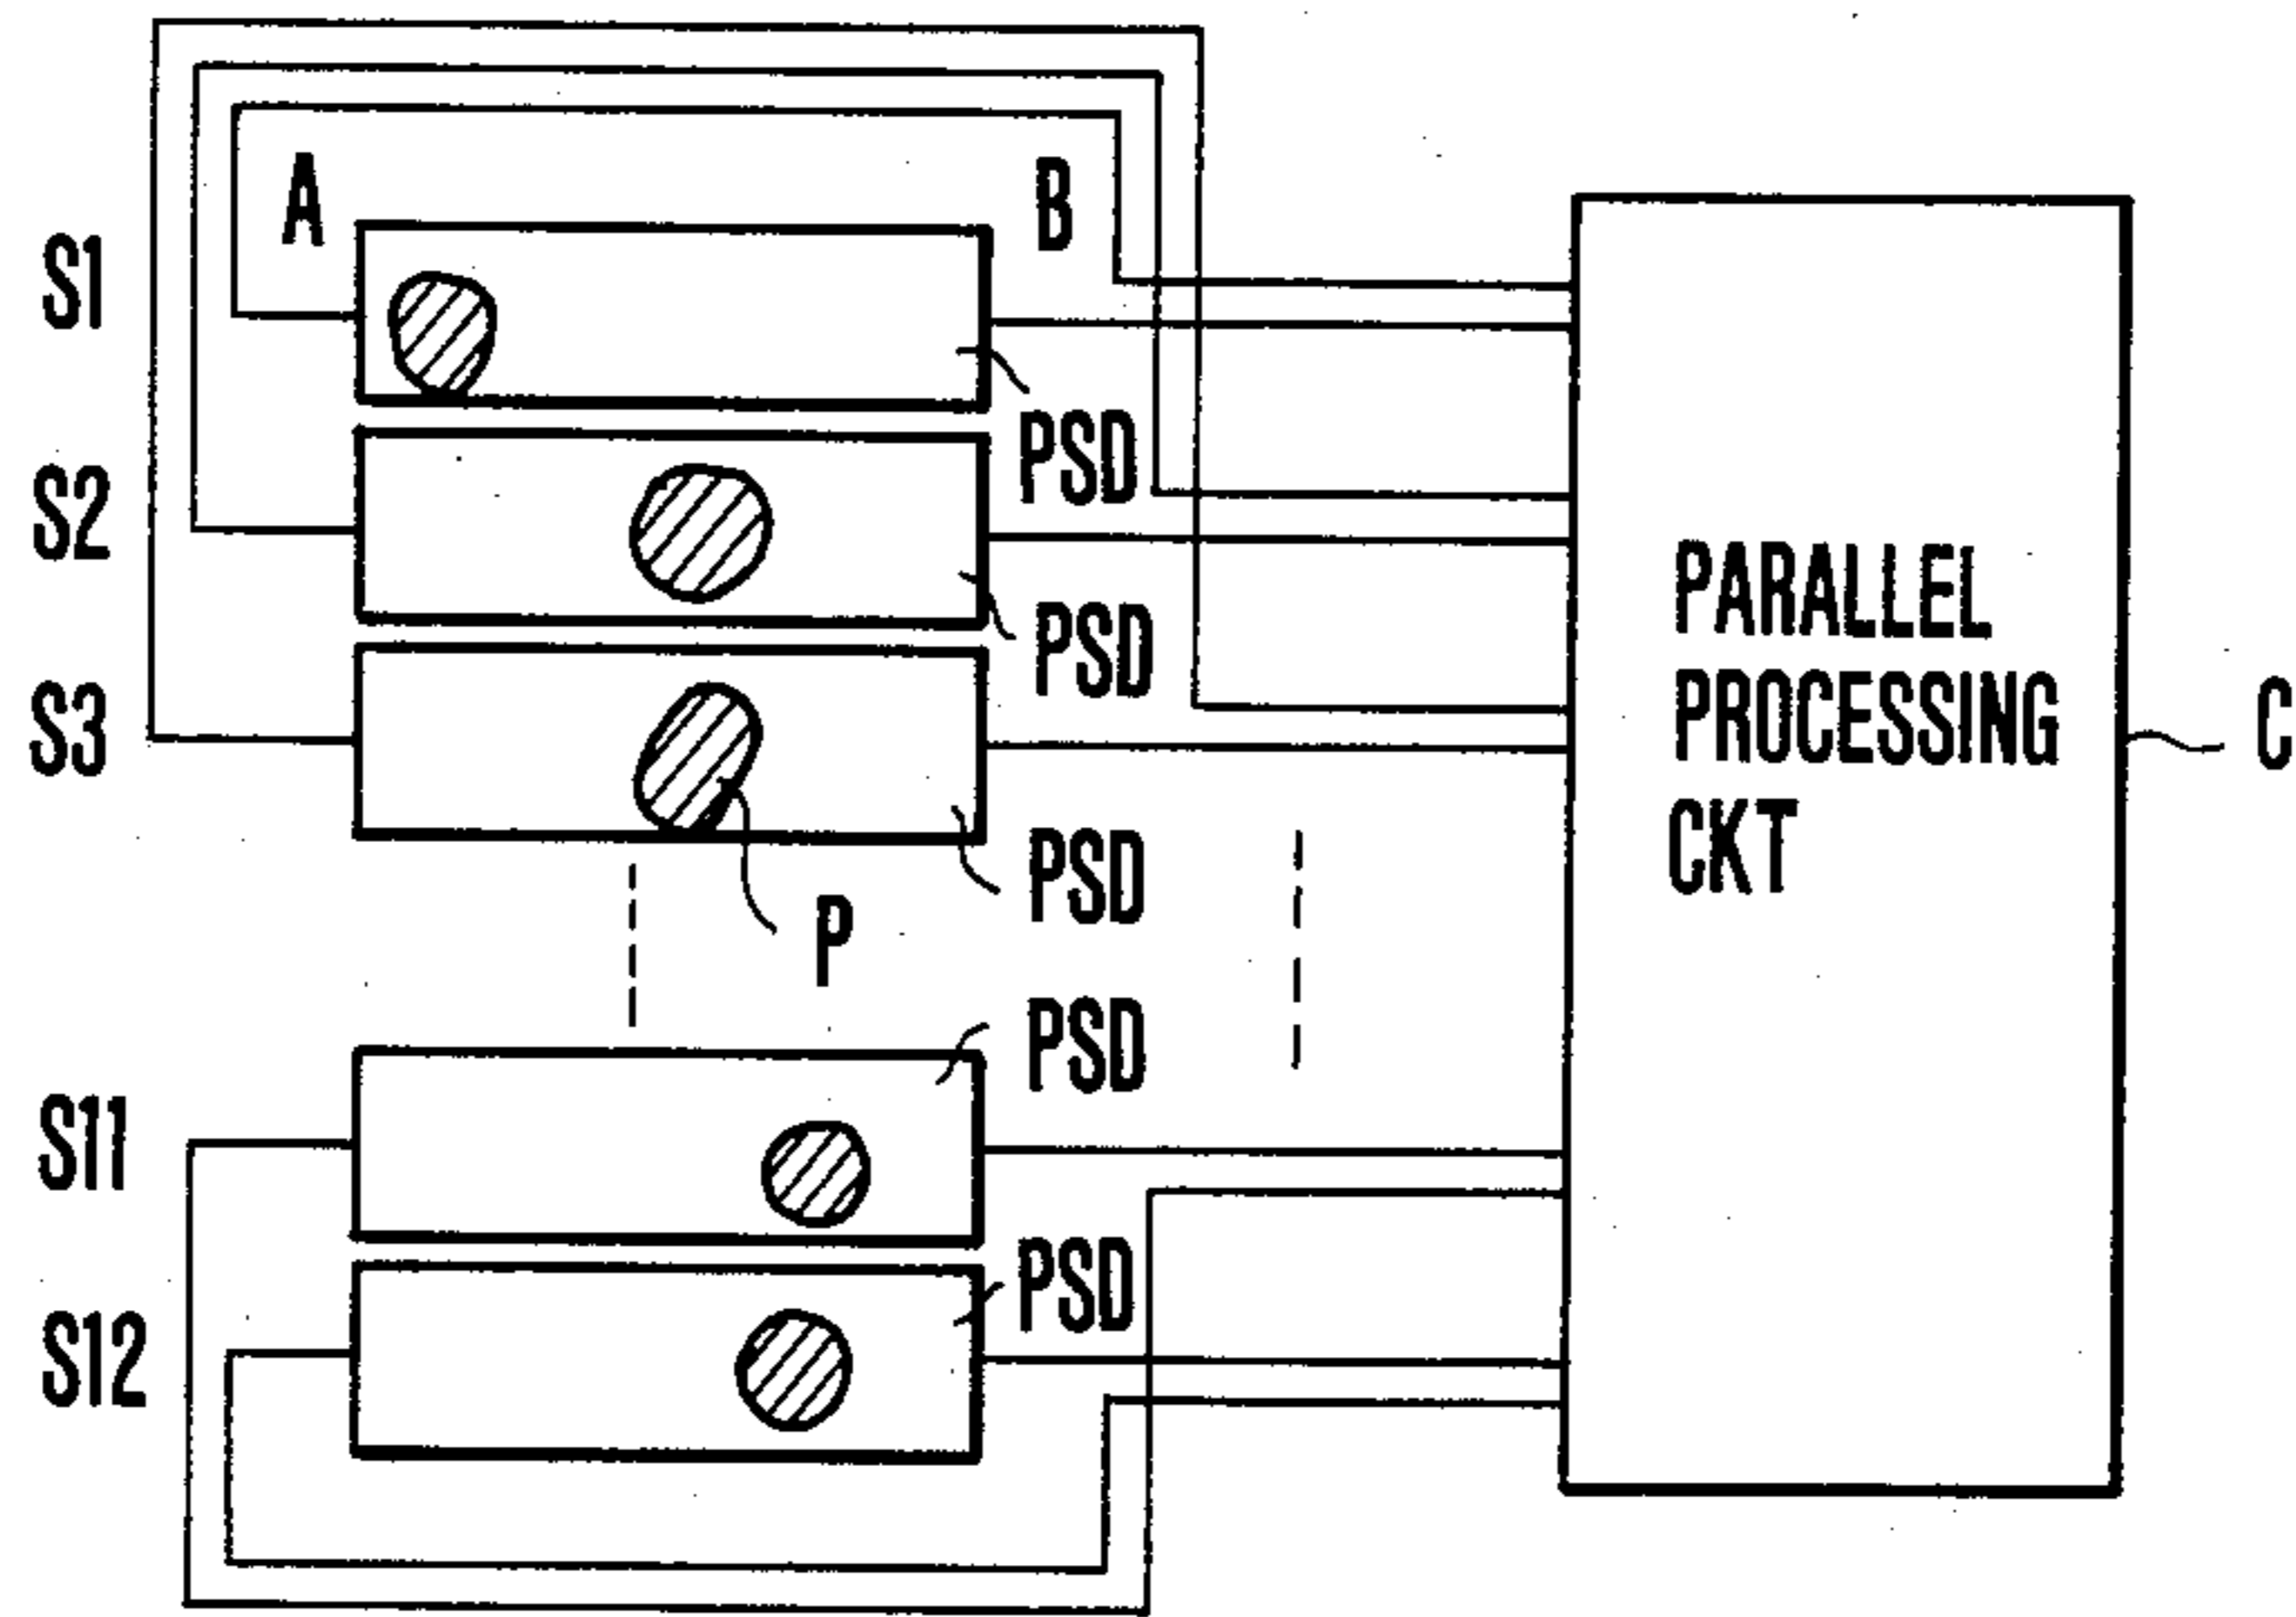 A
B
S1
PSD
S2
PSD
S3
PSD
P
PARALLEL
PROCESSING
CKT
C
PSD
S11
PSD
S12